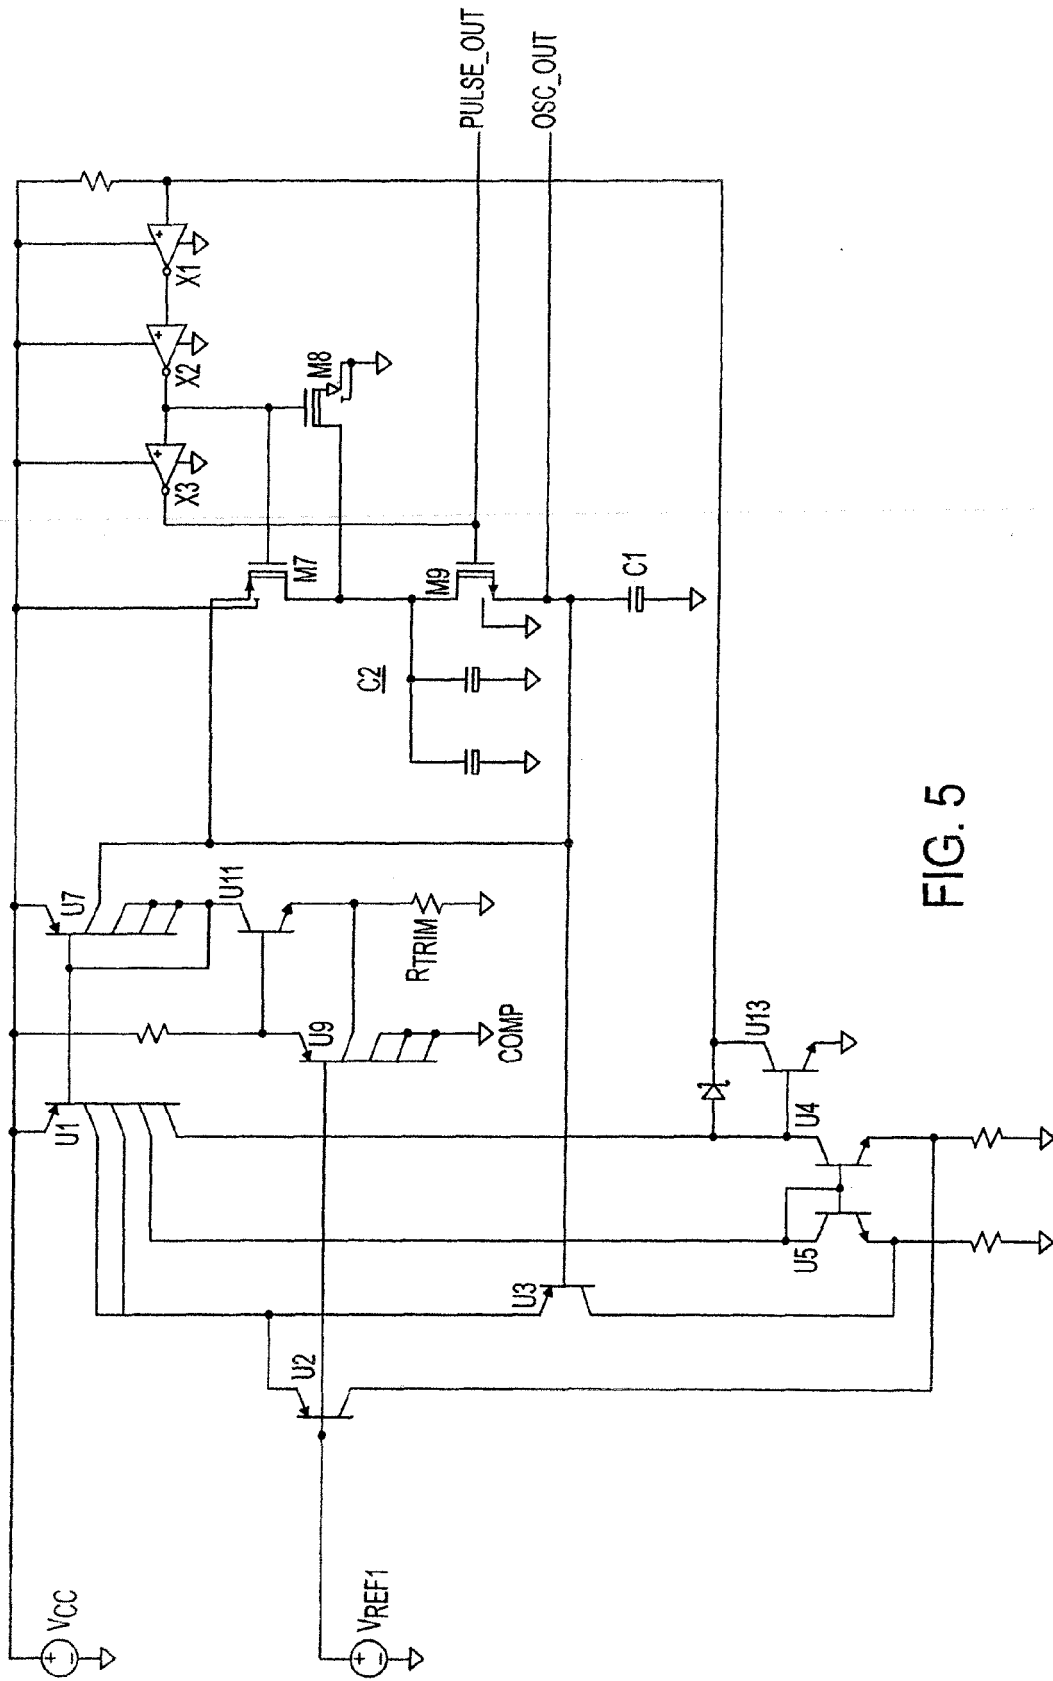 VCC
VREF1
U1
U7
U2
U9
U11
COMP
RTRIM
U3
U5
U4
U13
C2
M7
M9
M8
C1
X3
X2
X1
PULSE_OUT
OSC_OUT
FIG. 5